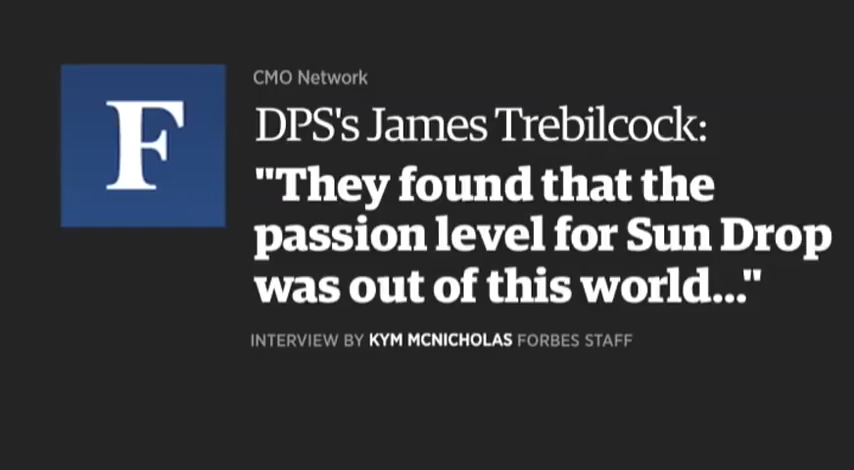 F
CMO Network
DPS's James Trebilcock:
"They found that the
passion level for Sun Drop
was out of this world..."
INTERVIEW BY KYM MCNICHOLAS FORBES STAFF